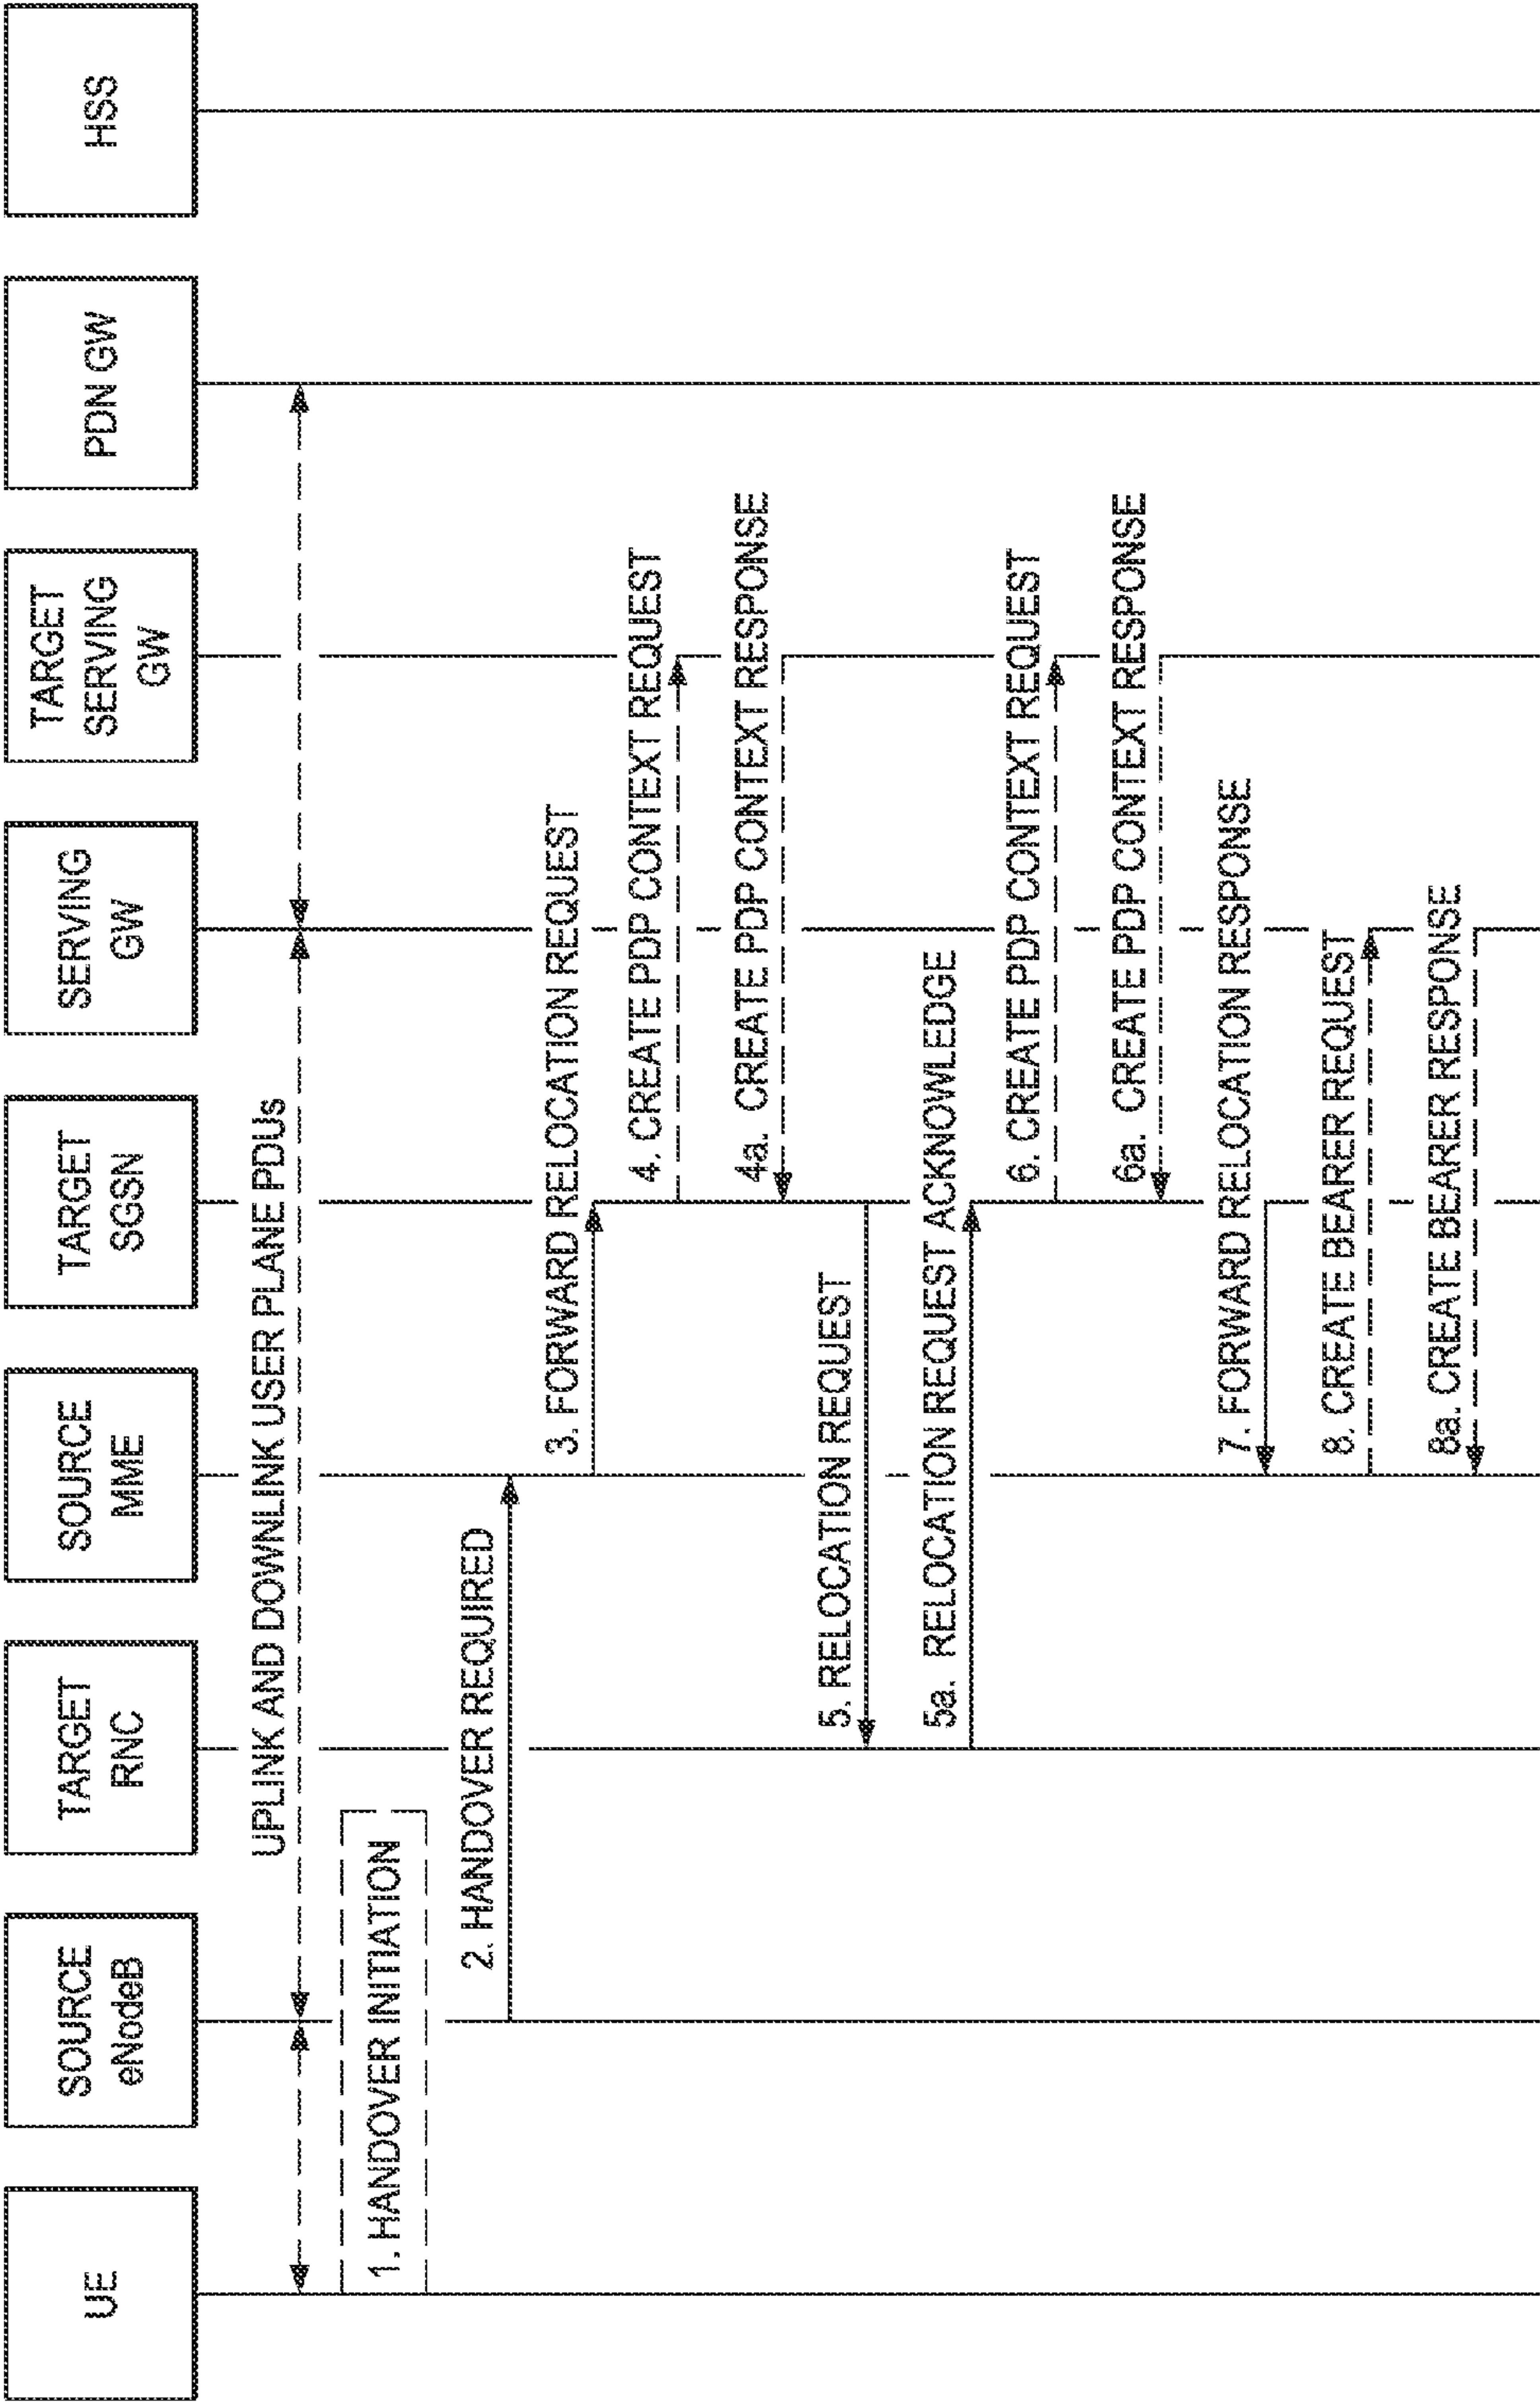 UE
SOURCE
eNodeB
TARGET
RNC
SOURCE
MME
TARGET
SGSN
SERVING
GW
TARGET
SERVING
GW
PDN GW
HSS
UPLINK AND DOWNLINK USER PLANE PDUs
1. HANDOVER INITIATION
2. HANDOVER REQUIRED
3. FORWARD RELOCATION REQUEST
4. CREATE PDP CONTEXT REQUEST
4a. CREATE PDP CONTEXT RESPONSE
5. RELOCATION REQUEST
5a. RELOCATION REQUEST ACKNOWLEDGE
6. CREATE PDP CONTEXT REQUEST
6a. CREATE PDP CONTEXT RESPONSE
7. FORWARD RELOCATION RESPONSE
8. CREATE BEARER REQUEST
8a. CREATE BEARER RESPONSE